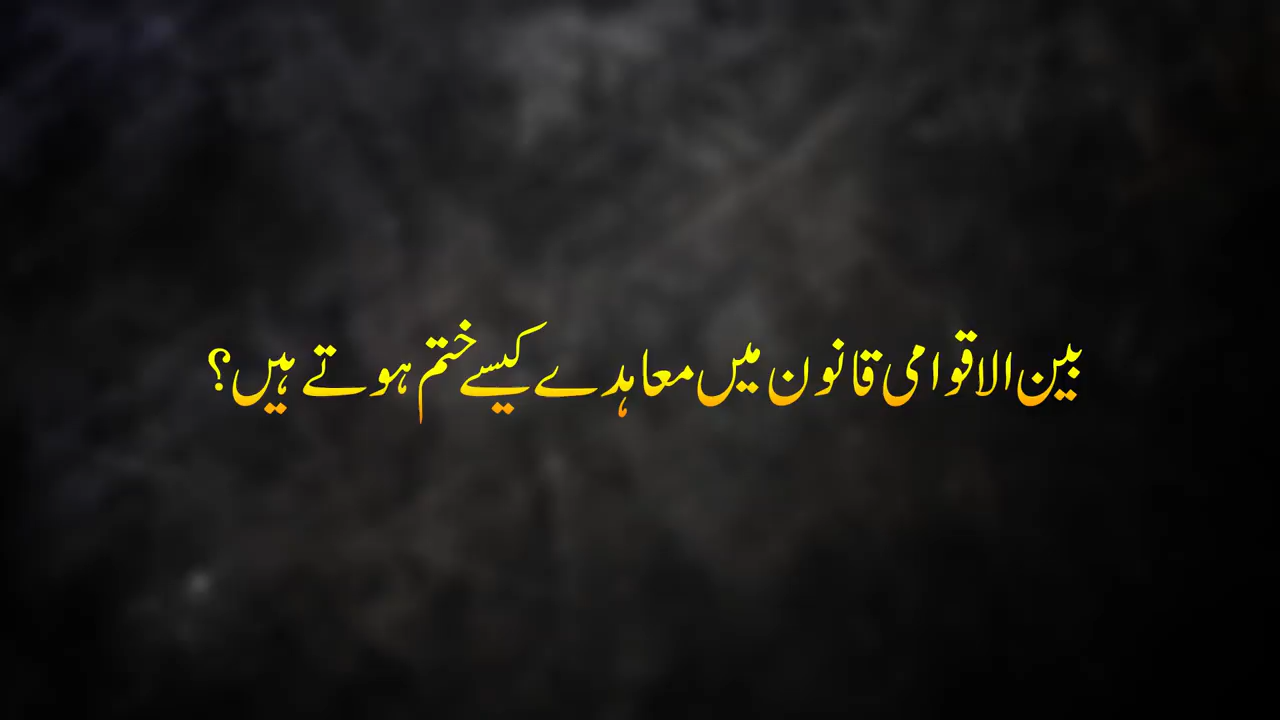 بین الاقوامی قانون میں معاہدے کیسے ختم ہوتے ہیں؟